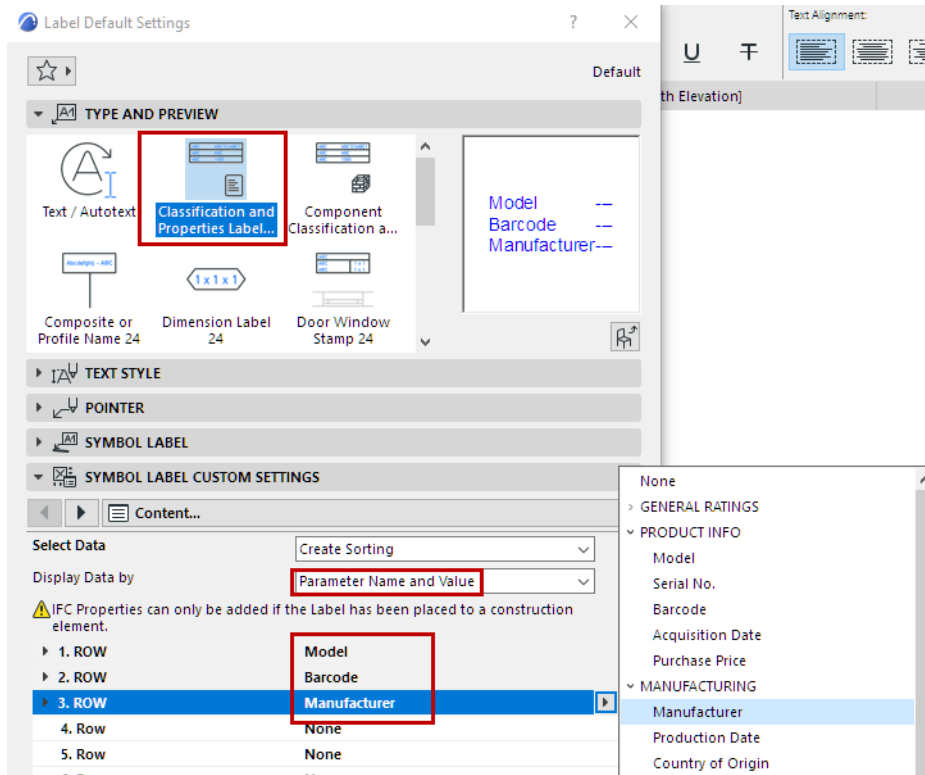 Label Default Settings
?
Text Alignment:
Default
th Elevation]
TYPE AND PREVIEW
Text / Autotext
Classification and
Properties Label...
Component
Classification a...
Composite or
Profile Name 24
1 x 1 x 1
Dimension Label
24
Door Window
Stamp 24
Model ---
Barcode ---
Manufacturer---
TEXT STYLE
POINTER
SYMBOL LABEL
SYMBOL LABEL CUSTOM SETTINGS
Content...
Select Data Create Sorting
Display Data by Parameter Name and Value
IFC Properties can only be added if the Label has been placed to a construction
element.
1. ROW Model
2. ROW Barcode
3. ROW Manufacturer
4. Row None
5. Row None
None
GENERAL RATINGS
PRODUCT INFO
Model
Serial No.
Barcode
Acquisition Date
Purchase Price
MANUFACTURING
Manufacturer
Production Date
Country of Origin